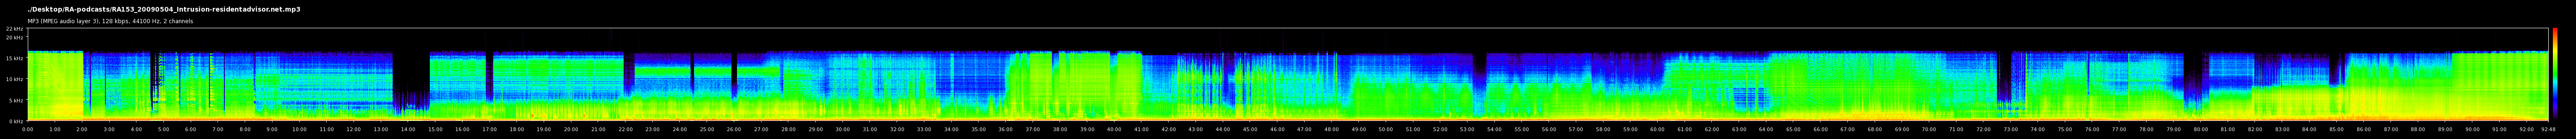 ./Desktop/RA-podcasts/RA153_20090504_Intrusion-residentadvisor.net.mp3
MP3 (MPEG audio layer 3), 128 kbps, 44100 Hz, 2 channels
22 kHz
20 kHz
15 kHz
10 kHz
5 kHz
0 kHz
0:00 1:00 2:00 3:00 4:00 5:00 6:00 7:00 8:00 9:00 10:00 11:00 12:00 13:00 14:00 15:00 16:00 17:00 18:00 19:00 20:00 21:00 22:00 23:00 24:00 25:00 26:00 27:00 28:00 29:00 30:00 31:00 32:00 33:00 34:00 35:00 36:00 37:00 38:00 39:00 40:00 41:00 42:00 43:00 44:00 45:00 46:00 47:00 48:00 49:00 50:00 51:00 52:00 53:00 54:00 55:00 56:00 57:00 58:00 59:00 60:00 61:00 62:00 63:00 64:00 65:00 66:00 67:00 68:00 69:00 70:00 71:00 72:00 73:00 74:00 75:00 76:00 77:00 78:00 79:00 80:00 81:00 82:00 83:00 84:00 85:00 86:00 87:00 88:00 89:00 90:00 91:00 92:00 92:48